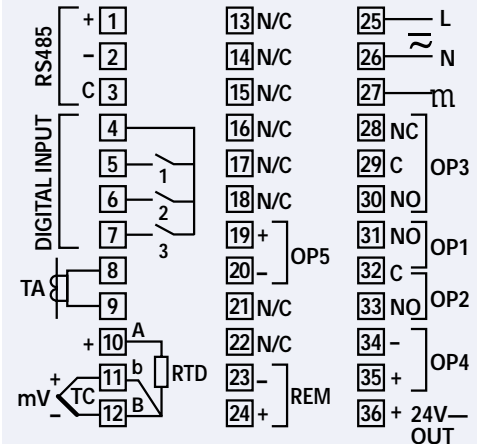 RS485
+ 1
– 2
C 3
DIGITAL INPUT
4
5
1
6
2
7
3
TA
8
9
+ 10 A
11 b
12 B
RTD
mV
+
–
TC
13 N/C
14 N/C
15 N/C
16 N/C
17 N/C
18 N/C
19 +
20 –
OP5
21 N/C
22 N/C
23 –
24 +
REM
25 L
26 N
27 m
28 NC
29 C
30 NO
OP3
31 NO
OP1
32 C
33 NO
OP2
34 –
35 +
OP4
36 + 24V—
OUT